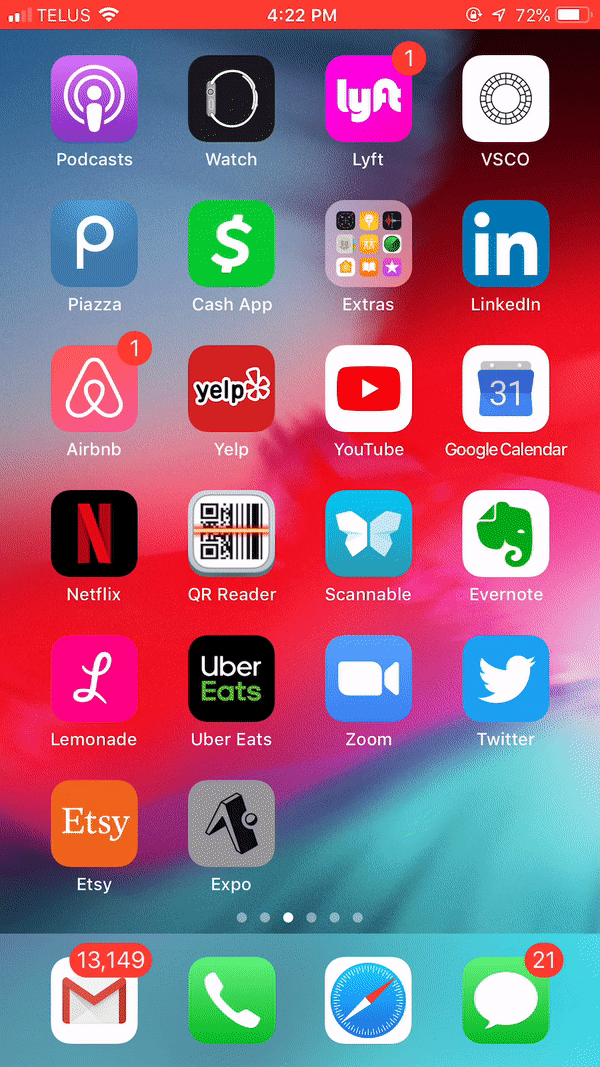 TELUS 4:22 PM 72%
1
lyft
Podcasts Watch Lyft VSCO
P $ in
Piazza Cash App Extras LinkedIn
1
yelp 31
Airbnb Yelp YouTube Google Calendar
N
Netflix QR Reader Scannable Evernote
L Uber
Eats
Lemonade Uber Eats Zoom Twitter
Etsy
Etsy Expo
13,149 21